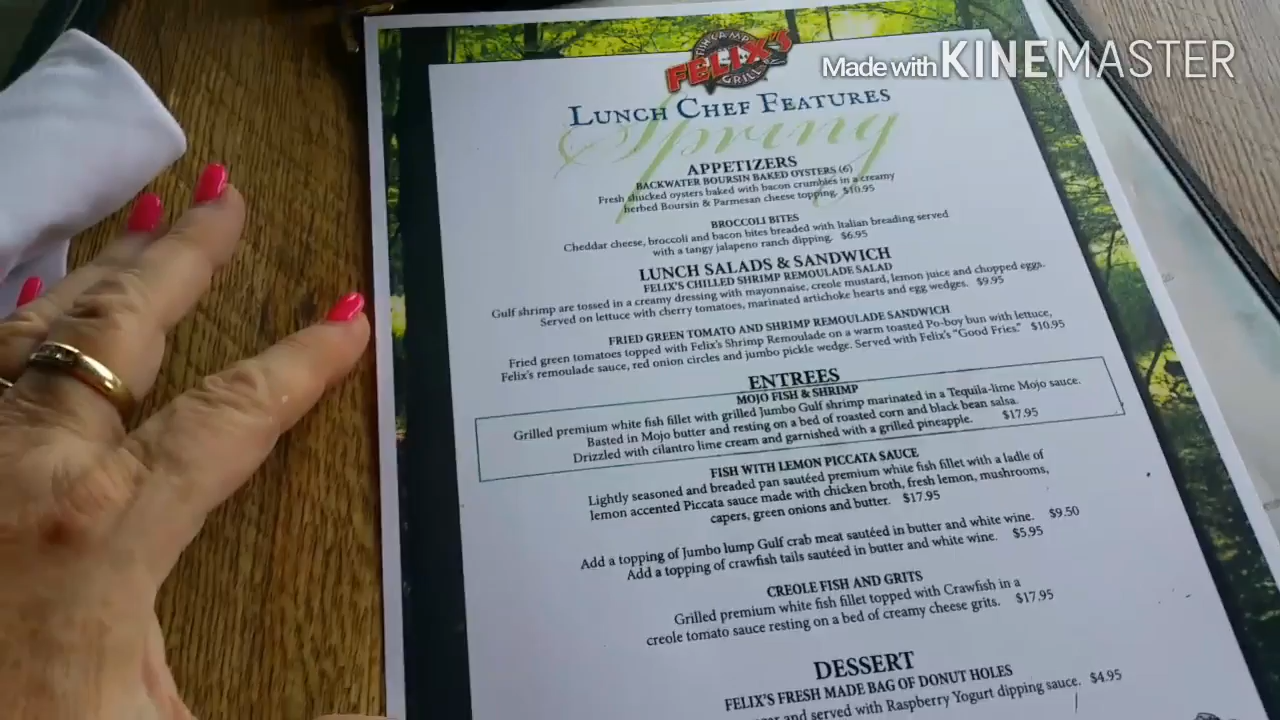 Made with KINEMASTER
FISHCAMP
FELIX'S
GRILL
LUNCH CHEF FEATURES
Spring
APPETIZERS
BACKWATER BOURSIN BAKED OYSTERS (6)
Fresh shucked oysters baked with bacon crumbles in a creamy
herbed Boursin & Parmesan cheese topping. $10.95
BROCCOLI BITES
Cheddar cheese, broccoli and bacon bites breaded with Italian breading served
with a tangy jalapeno ranch dipping. $6.95
LUNCH SALADS & SANDWICH
FELIX'S CHILLED SHRIMP REMOULADE SALAD
Gulf shrimp are tossed in a creamy dressing with mayonnaise, creole mustard, lemon juice and chopped eggs.
Served on lettuce with cherry tomatoes, marinated artichoke hearts and egg wedges. $9.95
FRIED GREEN TOMATO AND SHRIMP REMOULADE SANDWICH
Fried green tomatoes topped with Felix's Shrimp Remoulade on a warm toasted Po-boy bun with lettuce,
Felix's remoulade sauce, red onion circles and jumbo pickle wedge. Served with Felix's "Good Fries." $10.95
ENTREES
MOJO FISH & SHRIMP
Grilled premium white fish fillet with grilled Jumbo Gulf shrimp marinated in a Tequila-lime Mojo sauce.
Basted in Mojo butter and resting on a bed of roasted corn and black bean salsa.
Drizzled with cilantro lime cream and garnished with a grilled pineapple. $17.95
FISH WITH LEMON PICCATA SAUCE
Lightly seasoned and breaded pan sautéed premium white fish fillet with a ladle of
lemon accented Piccata sauce made with chicken broth, fresh lemon, mushrooms,
capers, green onions and butter. $17.95
Add a topping of Jumbo lump Gulf crab meat sautéed in butter and white wine. $9.50
Add a topping of crawfish tails sautéed in butter and white wine. $5.95
CREOLE FISH AND GRITS
Grilled premium white fish fillet topped with Crawfish in a
creole tomato sauce resting on a bed of creamy cheese grits. $17.95
DESSERT
FELIX'S FRESH MADE BAG OF DONUT HOLES
and served with Raspberry Yogurt dipping sauce. $4.95